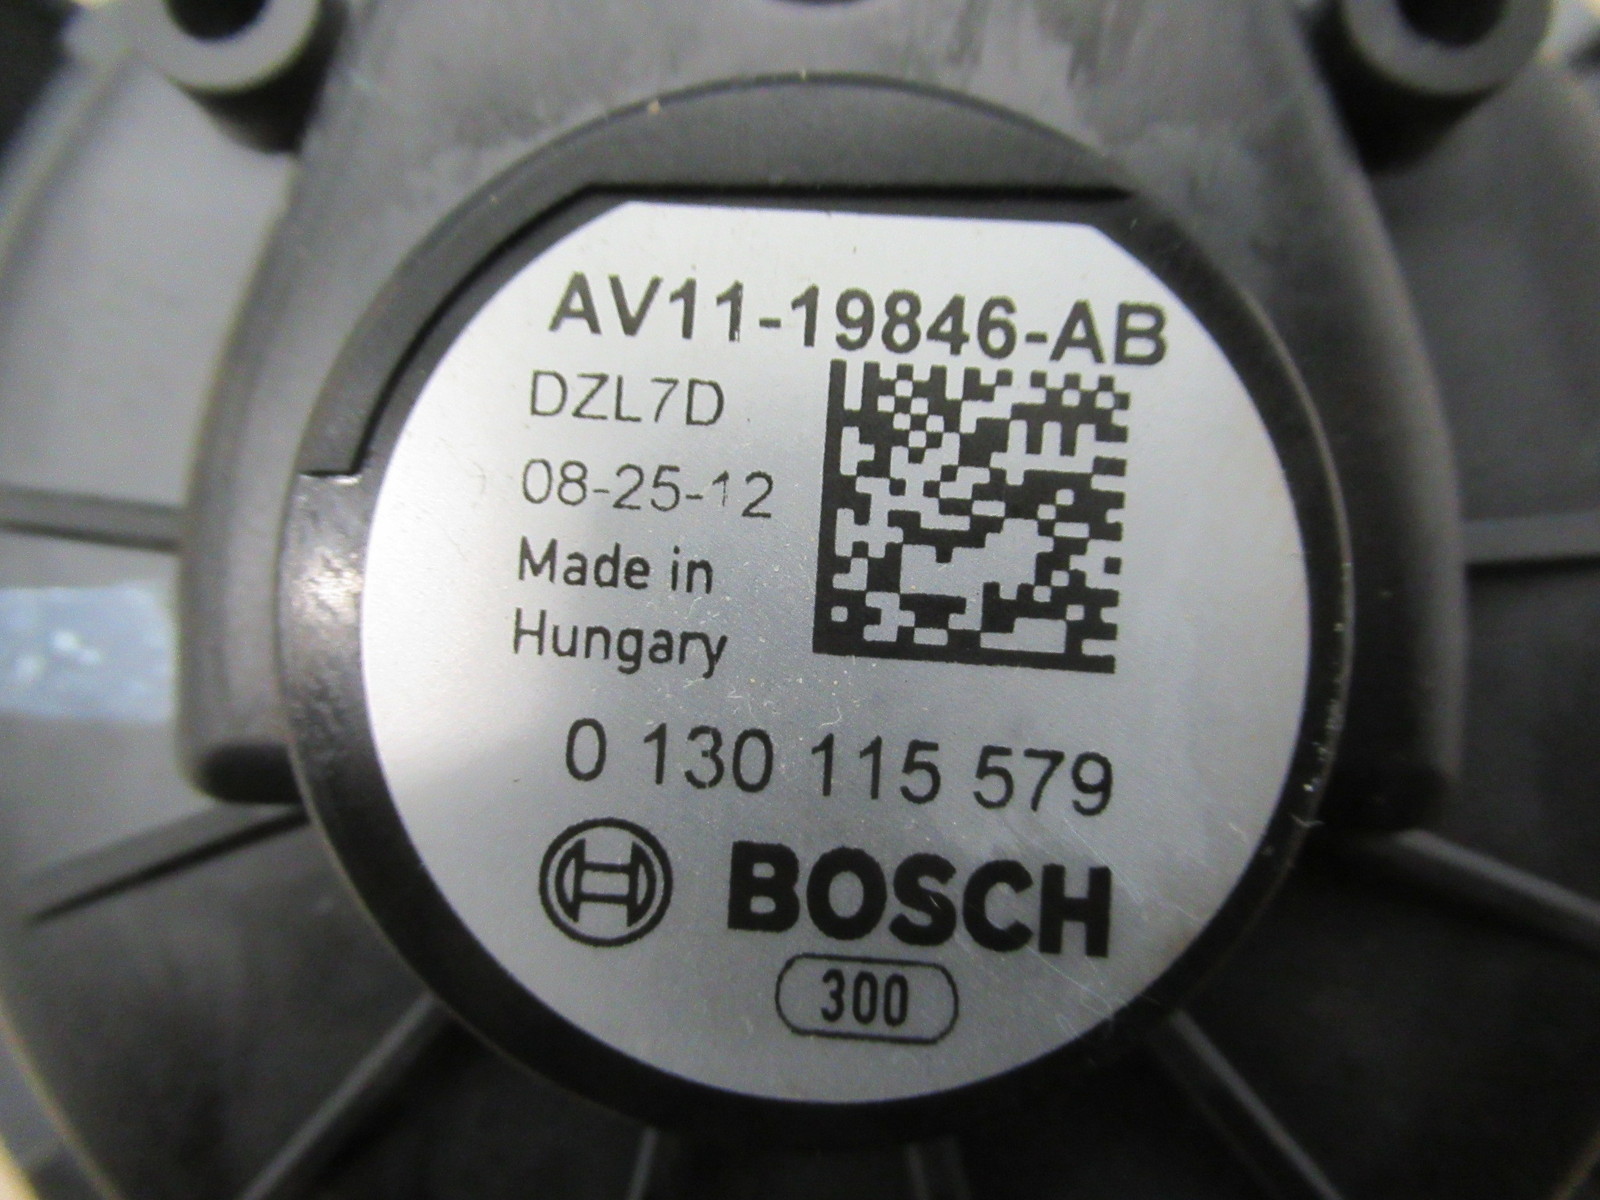 AV11-19846-AB
DZL7D
08-25-12
Made in
Hungary
0 130 115 579
BOSCH
300